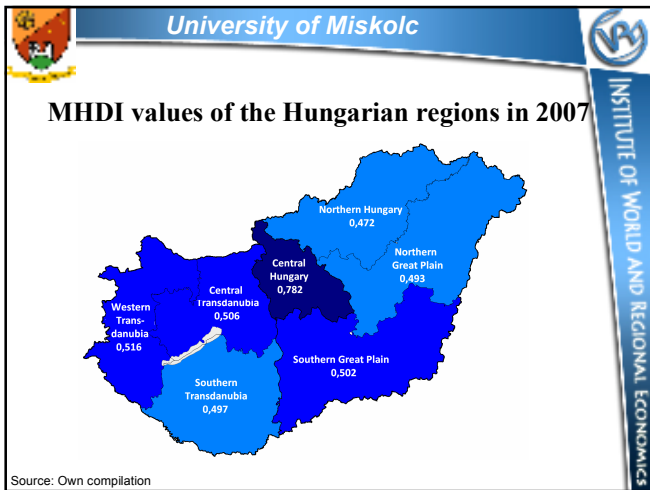 University of Miskolc
INSTITUTE OF WORLD AND REGIONAL ECONOMICS
MHDI values of the Hungarian regions in 2007
Northern Hungary
0,472
Northern
Great Plain
0,493
Central
Hungary
0,782
Central
Transdanubia
0,506
Western
Trans-
danubia
0,516
Southern Great Plain
0,502
Southern
Transdanubia
0,497
Source: Own compilation